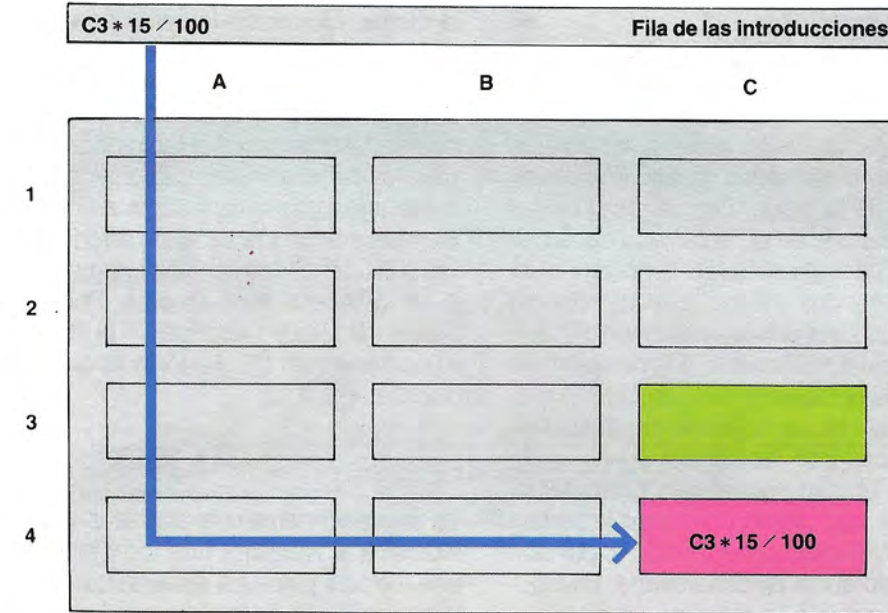 C3 * 15 / 100 Fila de las introducciones
A B C
1
2
3
4 C3 * 15 / 100